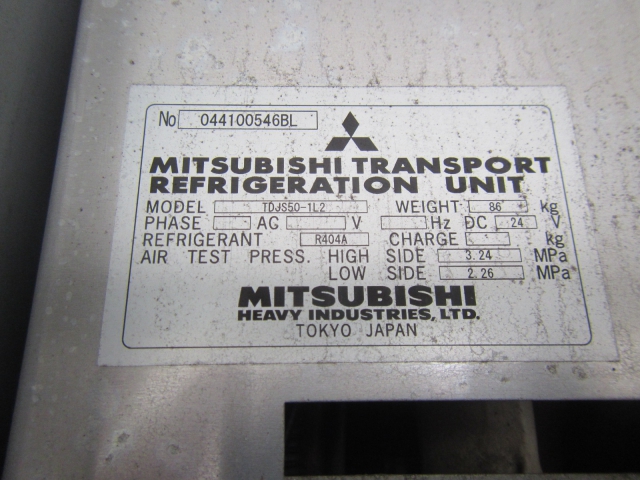 No 044100546BL
MITSUBISHI TRANSPORT
REFRIGERATION UNIT
MODEL TDJS50-1L2 WEIGHT 86 kg
PHASE AC V Hz DC 24 V
REFRIGERANT R404A CHARGE kg
AIR TEST PRESS. HIGH SIDE 3.24 MPa
LOW SIDE 2.26 MPa
MITSUBISHI
HEAVY INDUSTRIES, LTD.
TOKYO JAPAN